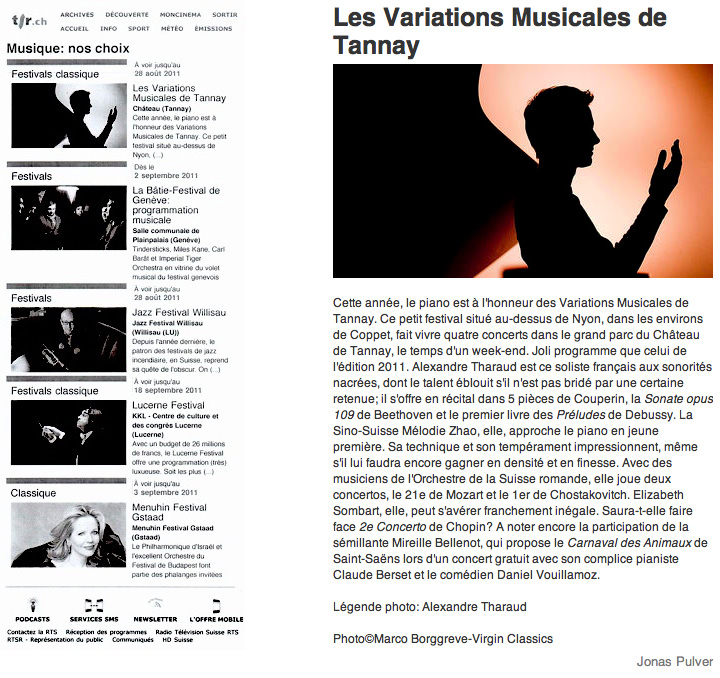 tsr.ch
ARCHIVES DÉCOUVERTE MONCINEMA SORTIR
ACCUEIL INFO SPORT MÉTÉO ÉMISSIONS
Musique: nos choix
Festivals classique
À voir jusqu'au
28 août 2011
Les Variations
Musicales de Tannay
Château (Tannay)
Cette année, le piano est à
l'honneur des Variations
Musicales de Tannay. Ce petit
festival situé au-dessus de
Nyon, (...)
Festivals
Dès le
2 septembre 2011
La Bâtie-Festival de
Genève:
programmation
musicale
Salle communale de
Plainpalais (Genève)
Tindersticks, Miles Kane, Carl
Barât et Imperial Tiger
Orchestra en vitrine du volet
musical du festival genevois
Festivals
À voir jusqu'au
28 août 2011
Jazz Festival Willisau
Jazz Festival Willisau
(Willisau (LU))
Depuis l'année dernière, le
patron des festivals de jazz
incendiaire, en Suisse, reprend
sa quête de l'obscur. On (...)
Festivals classique
À voir jusqu'au
18 septembre 2011
Lucerne Festival
KKL - Centre de culture et
des congrès Lucerne
(Lucerne)
Avec un budget de 26 millions
de francs, le Lucerne Festival
offre une programmation (très)
luxueuse. Soit les plus (...)
Classique
À voir jusqu'au
3 septembre 2011
Menuhin Festival
Gstaad
Menuhin Festival Gstaad
(Gstaad)
Le Philharmonique d'Israël et
l'excellent Orchestre du
Festival de Budapest font
partie des phalanges invitées
PODCASTS SERVICES SMS NEWSLETTER L'OFFRE MOBILE
Contactez la RTS Réception des programmes Radio Télévision Suisse RTS
RTSR - Représentation du public Communiqués HD Suisse
Les Variations Musicales de
Tannay
Cette année, le piano est à l'honneur des Variations Musicales de
Tannay. Ce petit festival situé au-dessus de Nyon, dans les environs
de Coppet, fait vivre quatre concerts dans le grand parc du Château
de Tannay, le temps d'un week-end. Joli programme que celui de
l'édition 2011. Alexandre Tharaud est ce soliste français aux sonorités
nacrées, dont le talent éblouit s'il n'est pas bridé par une certaine
retenue; il s'offre en récital dans 5 pièces de Couperin, la Sonate opus
109 de Beethoven et le premier livre des Préludes de Debussy. La
Sino-Suisse Mélodie Zhao, elle, approche le piano en jeune
première. Sa technique et son tempérament impressionnent, même
s'il lui faudra encore gagner en densité et en finesse. Avec des
musiciens de l'Orchestre de la Suisse romande, elle joue deux
concertos, le 21e de Mozart et le 1er de Chostakovitch. Elizabeth
Sombart, elle, peut s'avérer franchement inégale. Saura-t-elle faire
face 2e Concerto de Chopin? A noter encore la participation de la
sémillante Mireille Bellenot, qui propose le Carnaval des Animaux de
Saint-Saëns lors d'un concert gratuit avec son complice pianiste
Claude Berset et le comédien Daniel Vouillamoz.
Légende photo: Alexandre Tharaud
Photo©Marco Borggreve-Virgin Classics
Jonas Pulver